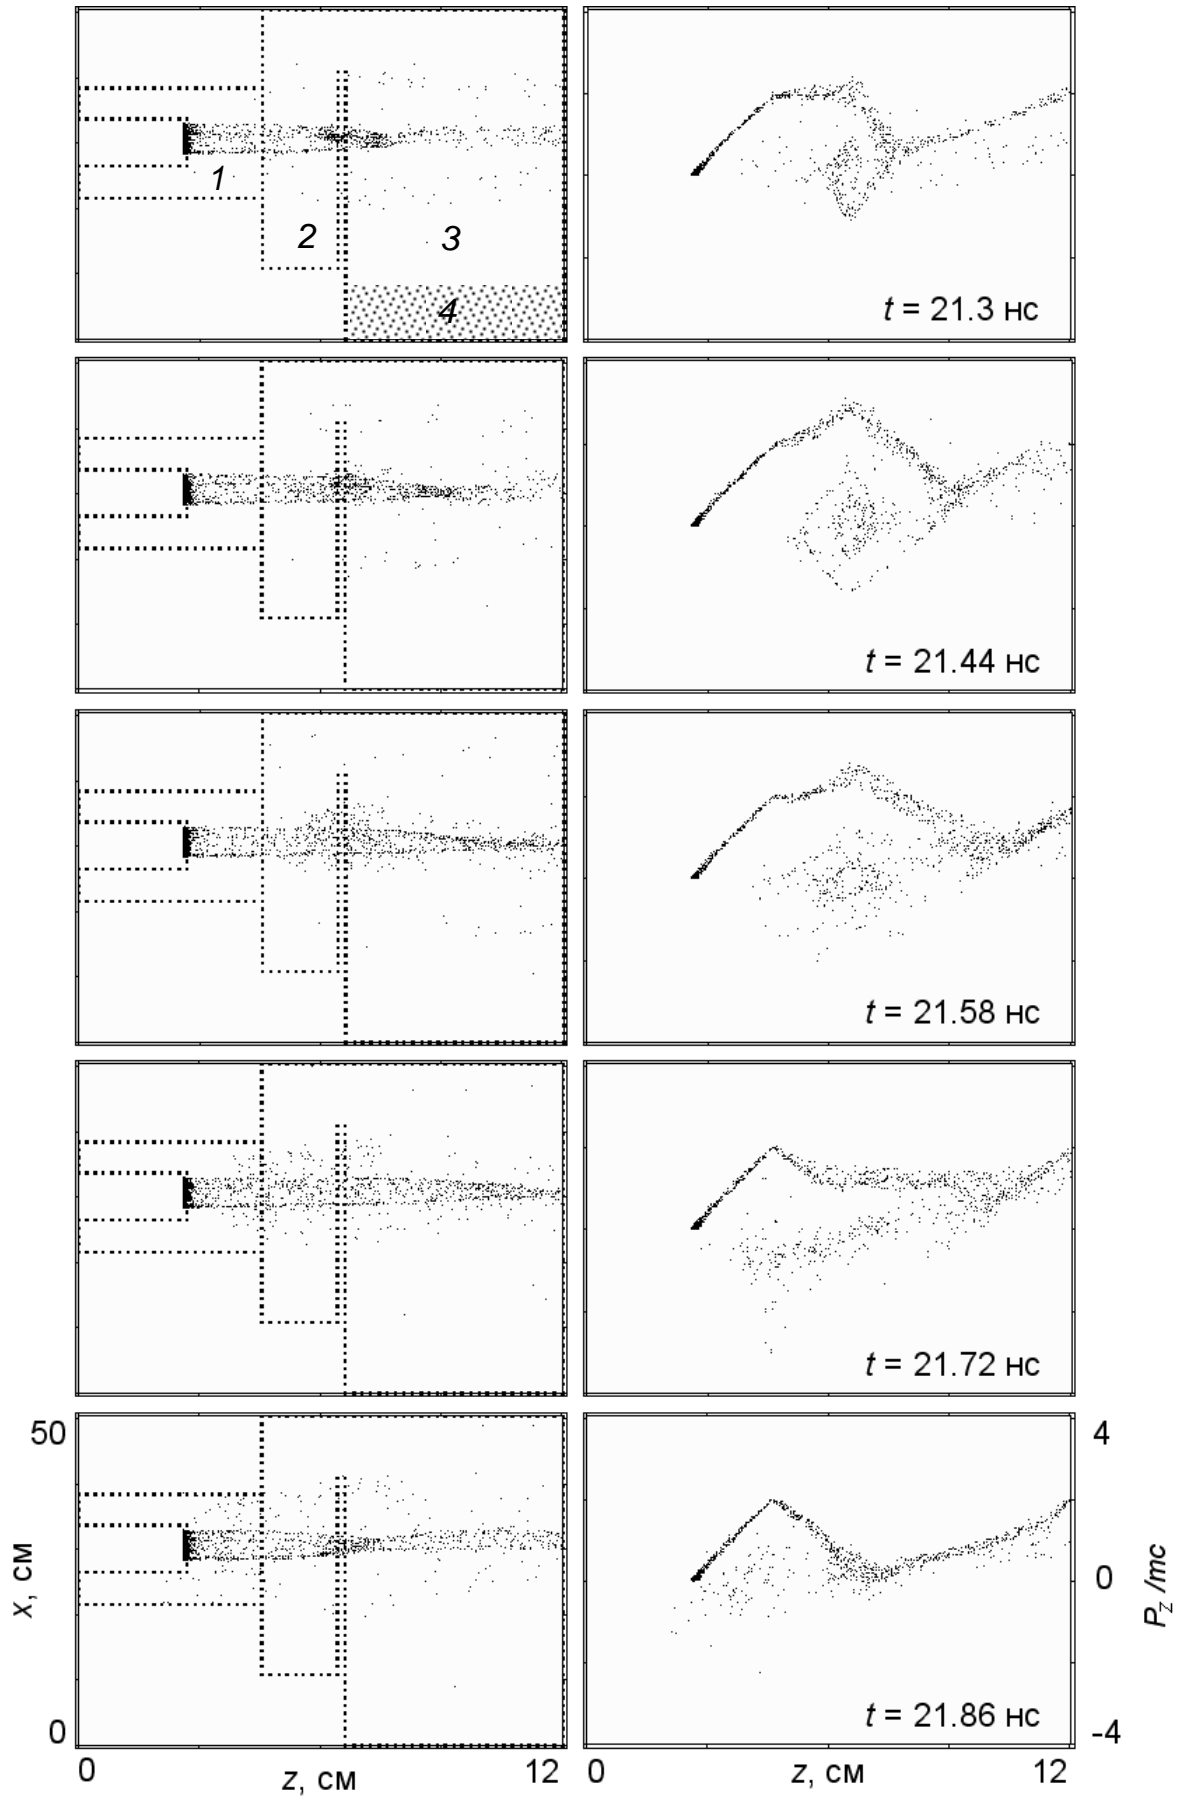 1
2
3
4
t = 21.3 нс
t = 21.44 нс
t = 21.58 нс
t = 21.72 нс
50
x, см
0
4
0
-4
P_z/mc
t = 21.86 нс
0 z, см 12
0 z, см 12